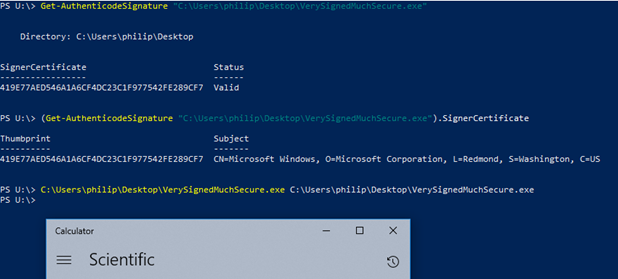 PS U:\> Get-AuthenticodeSignature "C:\Users\philip\Desktop\VerySignedMuchSecure.exe"
Directory: C:\Users\philip\Desktop
SignerCertificate Status
----------------- ------
419E77AED546A1A6CF4DC23C1F977542FE289CF7 Valid
PS U:\> (Get-AuthenticodeSignature "C:\Users\philip\Desktop\VerySignedMuchSecure.exe").SignerCertificate
Thumbprint Subject
---------- -------
419E77AED546A1A6CF4DC23C1F977542FE289CF7 CN=Microsoft Windows, O=Microsoft Corporation, L=Redmond, S=Washington, C=US
PS U:\> C:\Users\philip\Desktop\VerySignedMuchSecure.exe C:\Users\philip\Desktop\VerySignedMuchSecure.exe
PS U:\>
Calculator
Scientific